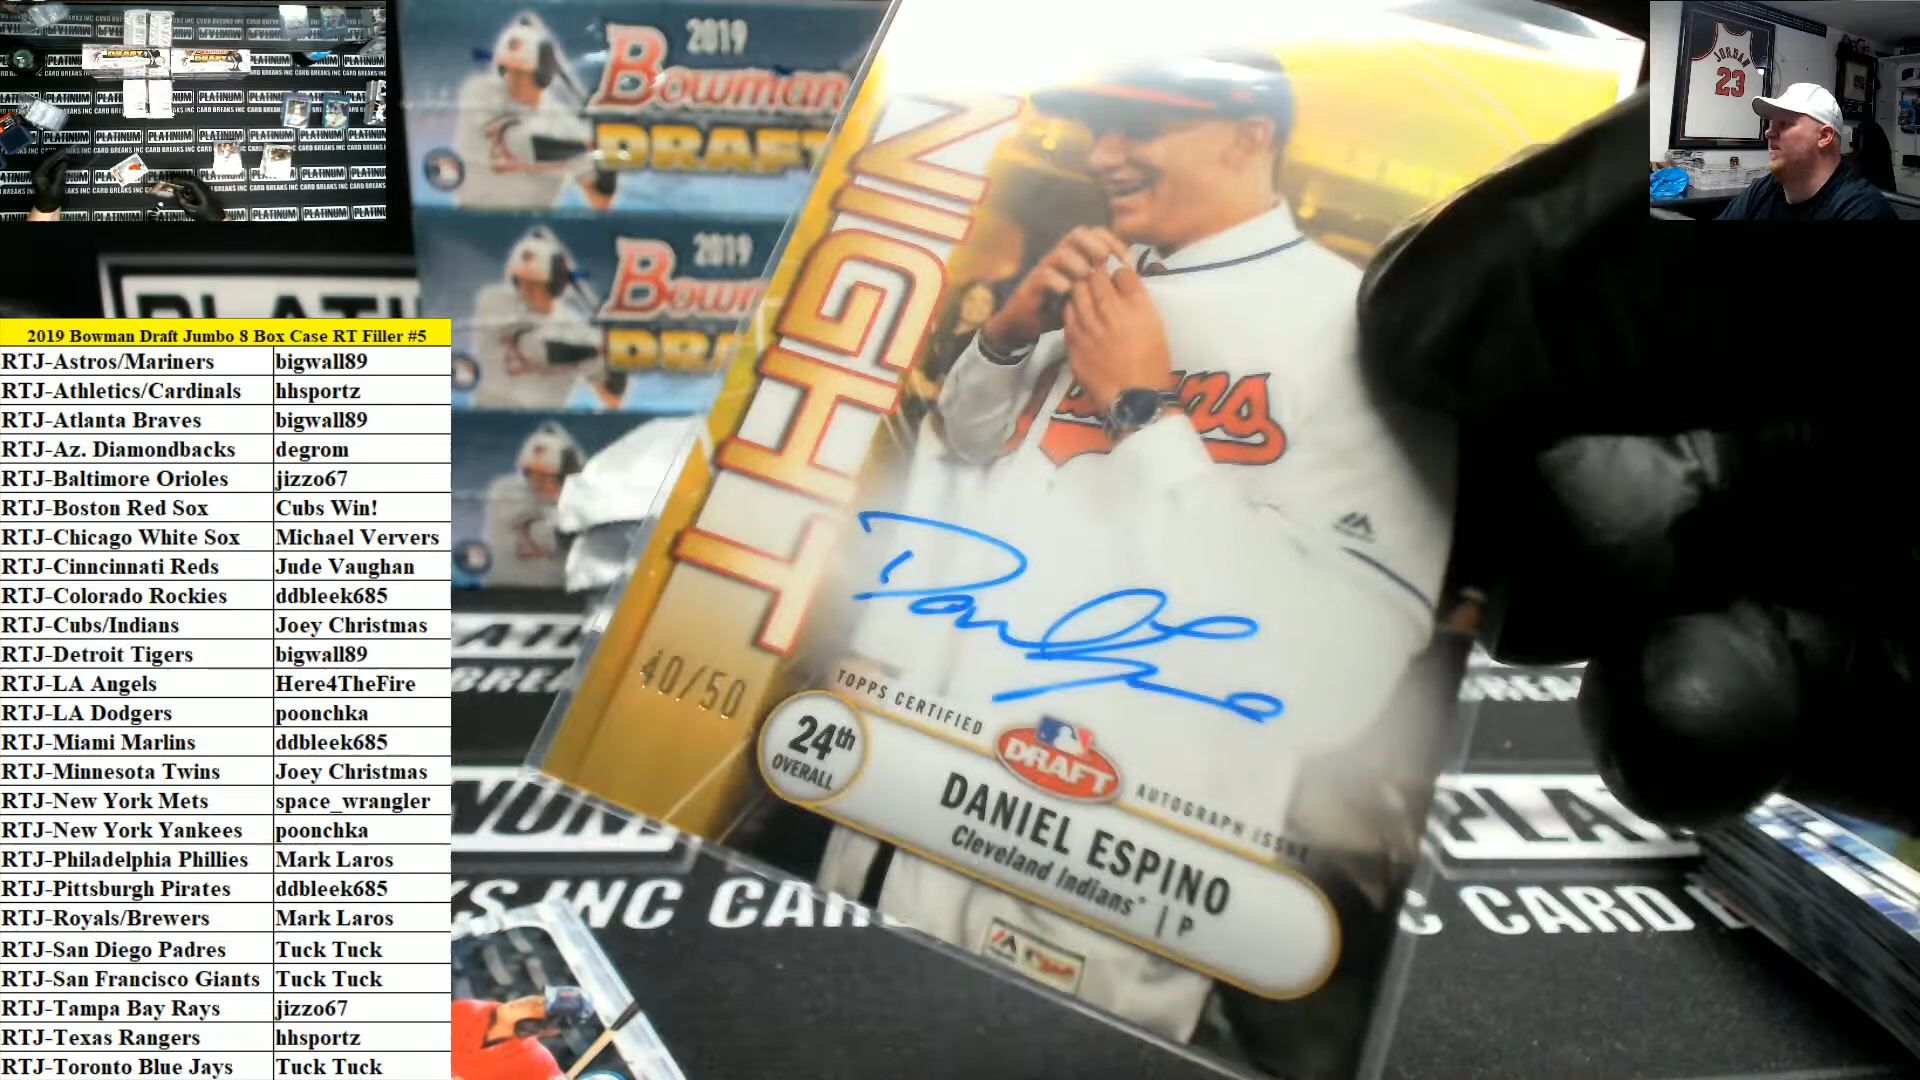 2019
Bowman
DRAFT
2019
JORDAN
23
NIGHT
40/50
TOPPS CERTIFIED
DRAFT
AUTOGRAPH ISSUE
24th
OVERALL
DANIEL ESPINO
Cleveland Indians | P
2019 Bowman Draft Jumbo 8 Box Case RT Filler #5
RTJ-Astros/Mariners bigwall89
RTJ-Athletics/Cardinals hhsportz
RTJ-Atlanta Braves bigwall89
RTJ-Az. Diamondbacks degrom
RTJ-Baltimore Orioles jizzo67
RTJ-Boston Red Sox Cubs Win!
RTJ-Chicago White Sox Michael Ververs
RTJ-Cinncinnati Reds Jude Vaughan
RTJ-Colorado Rockies ddbleek685
RTJ-Cubs/Indians Joey Christmas
RTJ-Detroit Tigers bigwall89
RTJ-LA Angels Here4TheFire
RTJ-LA Dodgers poonchka
RTJ-Miami Marlins ddbleek685
RTJ-Minnesota Twins Joey Christmas
RTJ-New York Mets space_wrangler
RTJ-New York Yankees poonchka
RTJ-Philadelphia Phillies Mark Laros
RTJ-Pittsburgh Pirates ddbleek685
RTJ-Royals/Brewers Mark Laros
RTJ-San Diego Padres Tuck Tuck
RTJ-San Francisco Giants Tuck Tuck
RTJ-Tampa Bay Rays jizzo67
RTJ-Texas Rangers hhsportz
RTJ-Toronto Blue Jays Tuck Tuck